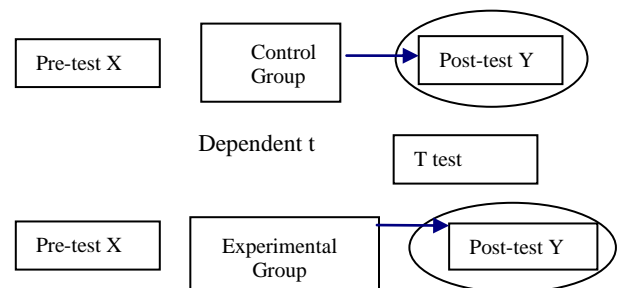 Pre-test X
Control
Group
Post-test Y
Dependent t
T test
Pre-test X
Experimental
Group
Post-test Y